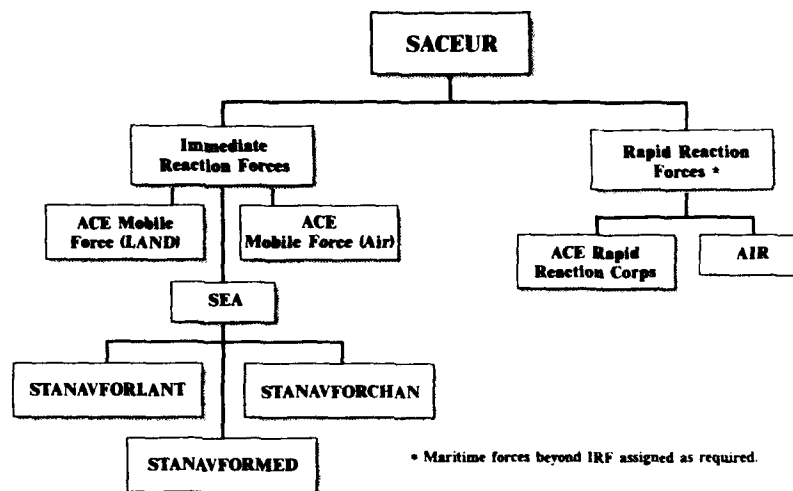 SACEUR
Immediate
Reaction Forces
Rapid Reaction
Forces *
ACE Mobile
Force (LAND)
ACE
Mobile Force (Air)
ACE Rapid
Reaction Corps
AIR
SEA
STANAVFORLANT
STANAVFORCHAN
STANAVFORMED
* Maritime forces beyond IRF assigned as required.